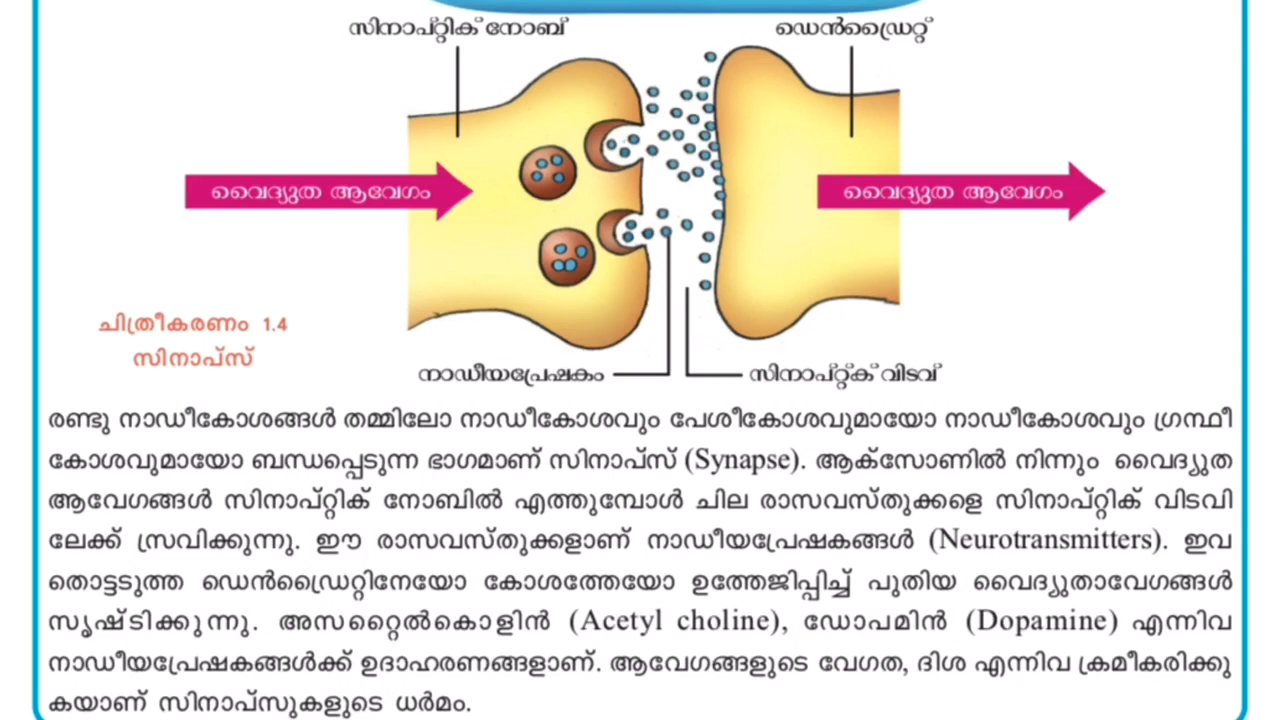 സിനാപ്റ്റിക് നോബ്
ഡെൻഡ്രൈറ്റ്
വൈദ്യുത ആവേഗം
വൈദ്യുത ആവേഗം
ചിത്രീകരണം 1.4
സിനാപ്സ്
നാഡീയപ്രേഷകം
സിനാപ്റ്റ്ക് വിടവ്
രണ്ടു നാഡീകോശങ്ങൾ തമ്മിലോ നാഡീകോശവും പേശീകോശവുമായോ നാഡീകോശവും ഗ്രന്ഥീ
കോശവുമായോ ബന്ധപ്പെടുന്ന ഭാഗമാണ് സിനാപ്സ് (Synapse). ആക്സോണിൽ നിന്നും വൈദ്യുത
ആവേഗങ്ങൾ സിനാപ്റ്റിക് നോബിൽ എത്തുമ്പോൾ ചില രാസവസ്തുക്കളെ സിനാപ്റ്റിക് വിടവി
ലേക്ക് സ്രവിക്കുന്നു. ഈ രാസവസ്തുക്കളാണ് നാഡീയപ്രേഷകങ്ങൾ (Neurotransmitters). ഇവ
തൊട്ടടുത്ത ഡെൻഡ്രൈറ്റിനേയോ കോശത്തേയോ ഉത്തേജിപ്പിച്ച് പുതിയ വൈദ്യുതാവേഗങ്ങൾ
സൃഷ്ടിക്കുന്നു. അസറ്റൈൽകൊളിൻ (Acetyl choline), ഡോപമിൻ (Dopamine) എന്നിവ
നാഡീയപ്രേഷകങ്ങൾക്ക് ഉദാഹരണങ്ങളാണ്. ആവേഗങ്ങളുടെ വേഗത, ദിശ എന്നിവ ക്രമീകരിക്കു
കയാണ് സിനാപ്സുകളുടെ ധർമം.